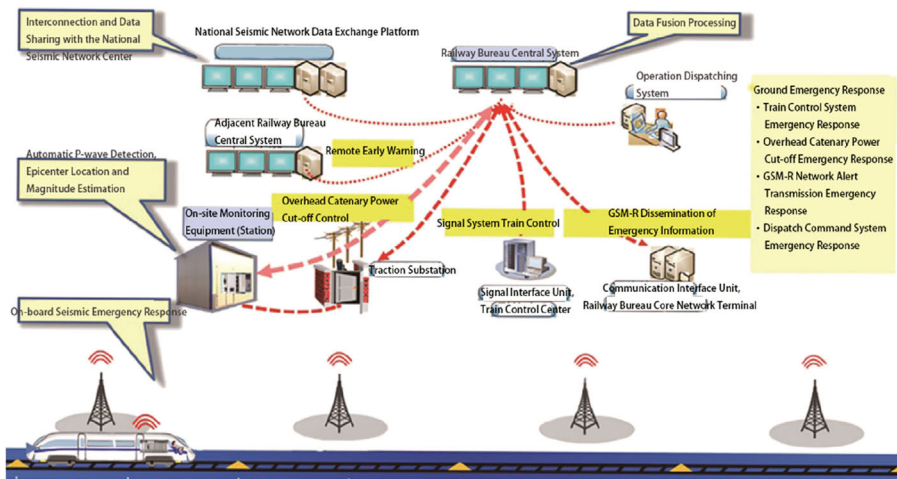 Interconnection and Data
Sharing with the National
Seismic Network Center
National Seismic Network Data Exchange Platform
Data Fusion Processing
Railway Bureau Central System
Operation Dispatching
System
Ground Emergency Response
• Train Control System
Emergency Response
• Overhead Catenary Power
Cut-off Emergency Response
• GSM-R Network Alert
Transmission Emergency
Response
• Dispatch Command System
Emergency Response
Adjacent Railway Bureau
Central System
Remote Early Warning
Automatic P-wave Detection,
Epicenter Location and
Magnitude Estimation
Overhead Catenary Power
Cut-off Control
On-site Monitoring
Equipment (Station)
Signal System Train Control
GSM-R Dissemination of
Emergency Information
Traction Substation
Signal Interface Unit,
Train Control Center
Communication Interface Unit,
Railway Bureau Core Network Terminal
On-board Seismic Emergency Response